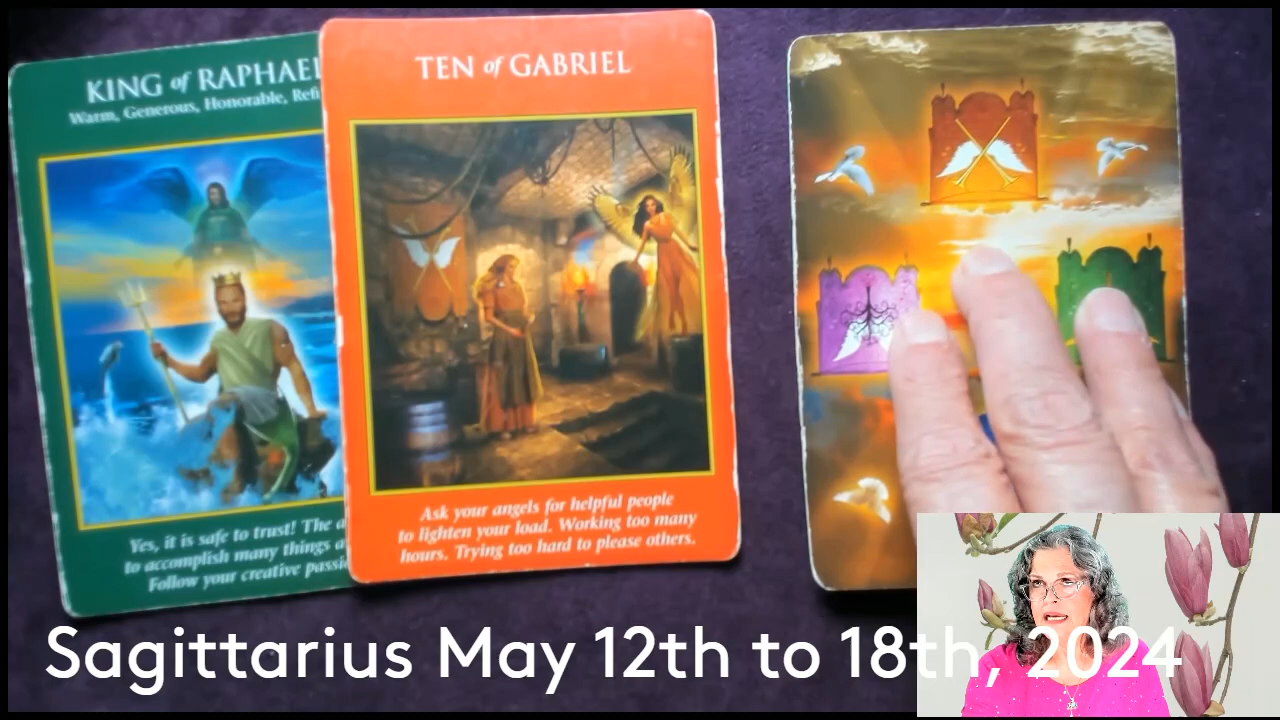 KING of RAPHAEL
Warm, Generous, Honorable,
Yes, it is safe to trust! The
to accomplish many things
Follow your creative
TEN of GABRIEL
Ask your angels for helpful people
to lighten your load. Working too many
hours. Trying too hard to please others.
Sagittarius May 12th to 18th, 2024